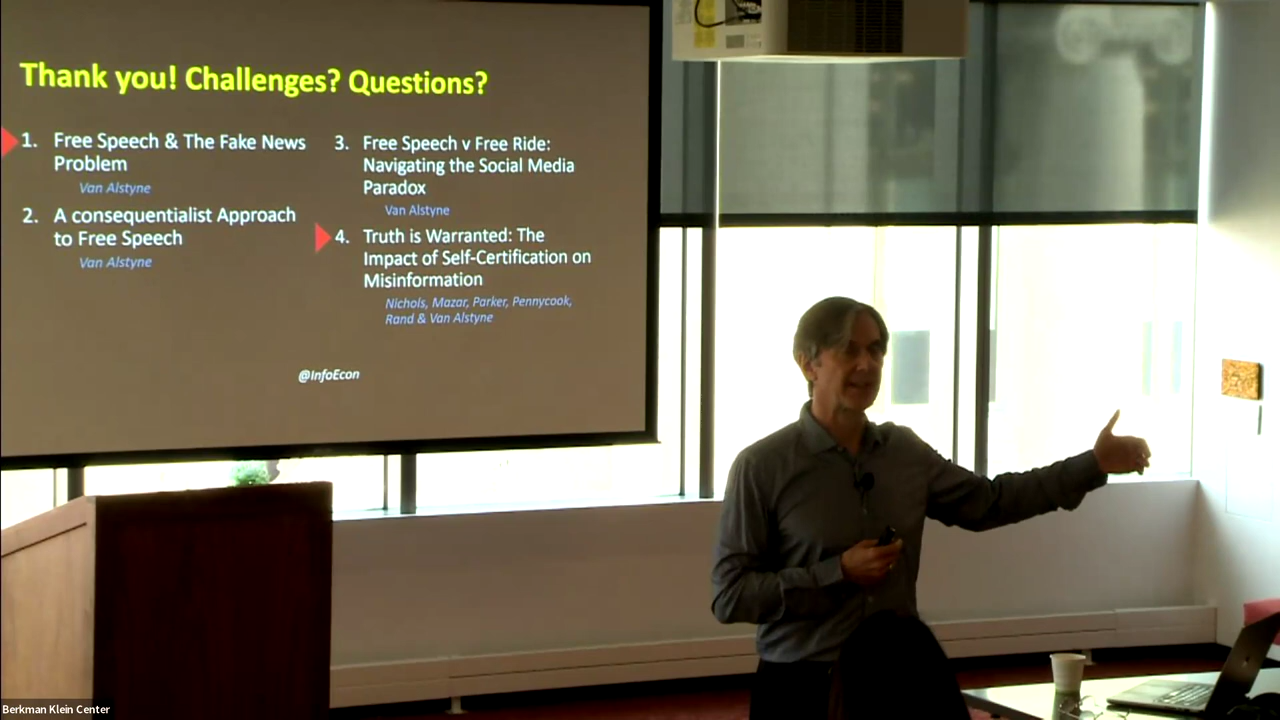 Thank you! Challenges? Questions?
1. Free Speech & The Fake News
Problem
Van Alstyne
2. A consequentialist Approach
to Free Speech
Van Alstyne
3. Free Speech v Free Ride:
Navigating the Social Media
Paradox
Van Alstyne
4. Truth is Warranted: The
Impact of Self-Certification on
Misinformation
Nichols, Mazar, Parker, Pennycook,
Rand & Van Alstyne
@InfoEcon
Berkman Klein Center